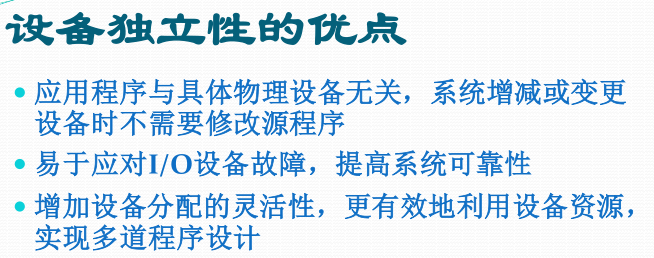 设备独立性的优点
• 应用程序与具体物理设备无关，系统增减或变更
设备时不需要修改源程序
• 易于应对I/O设备故障，提高系统可靠性
• 增加设备分配的灵活性，更有效地利用设备资源，
实现多道程序设计